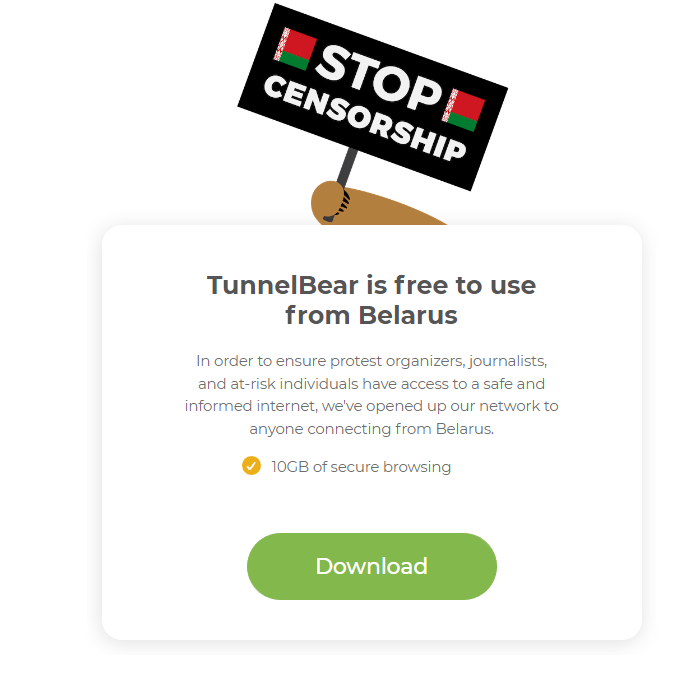 STOP
CENSORSHIP
TunnelBear is free to use
from Belarus
In order to ensure protest organizers, journalists,
and at-risk individuals have access to a safe and
informed internet, we've opened up our network to
anyone connecting from Belarus.
10GB of secure browsing
Download